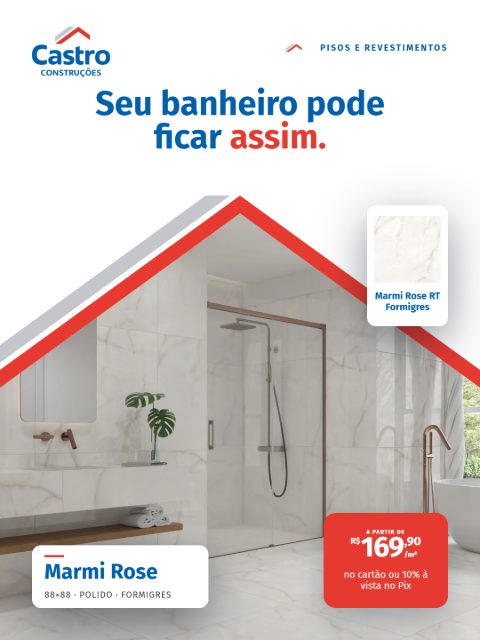 Castro
CONSTRUÇÕES
PISOS E REVESTIMENTOS
Seu banheiro pode
ficar assim.
Marmi Rose RT
Formigres
A PARTIR DE
R$169,90
/m²
no cartão ou 10% à
vista no Pix
Marmi Rose
88×88 · POLIDO · FORMIGRES